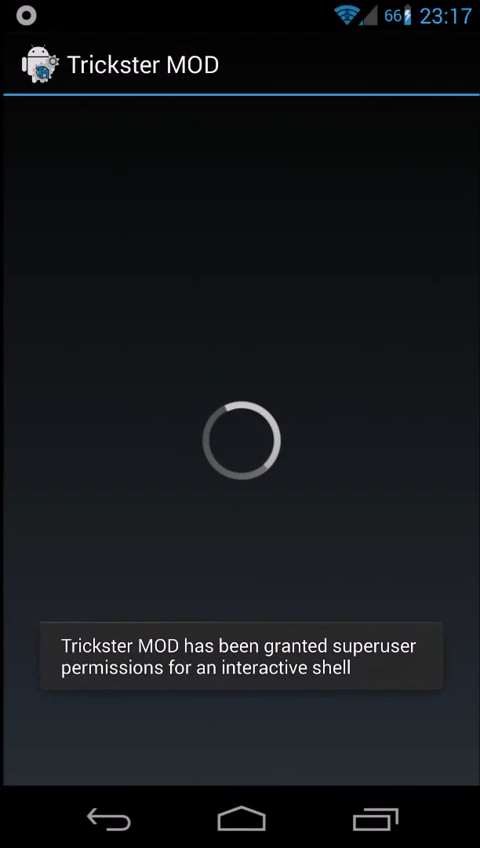 66 23:17
Trickster MOD
Trickster MOD has been granted superuser
permissions for an interactive shell